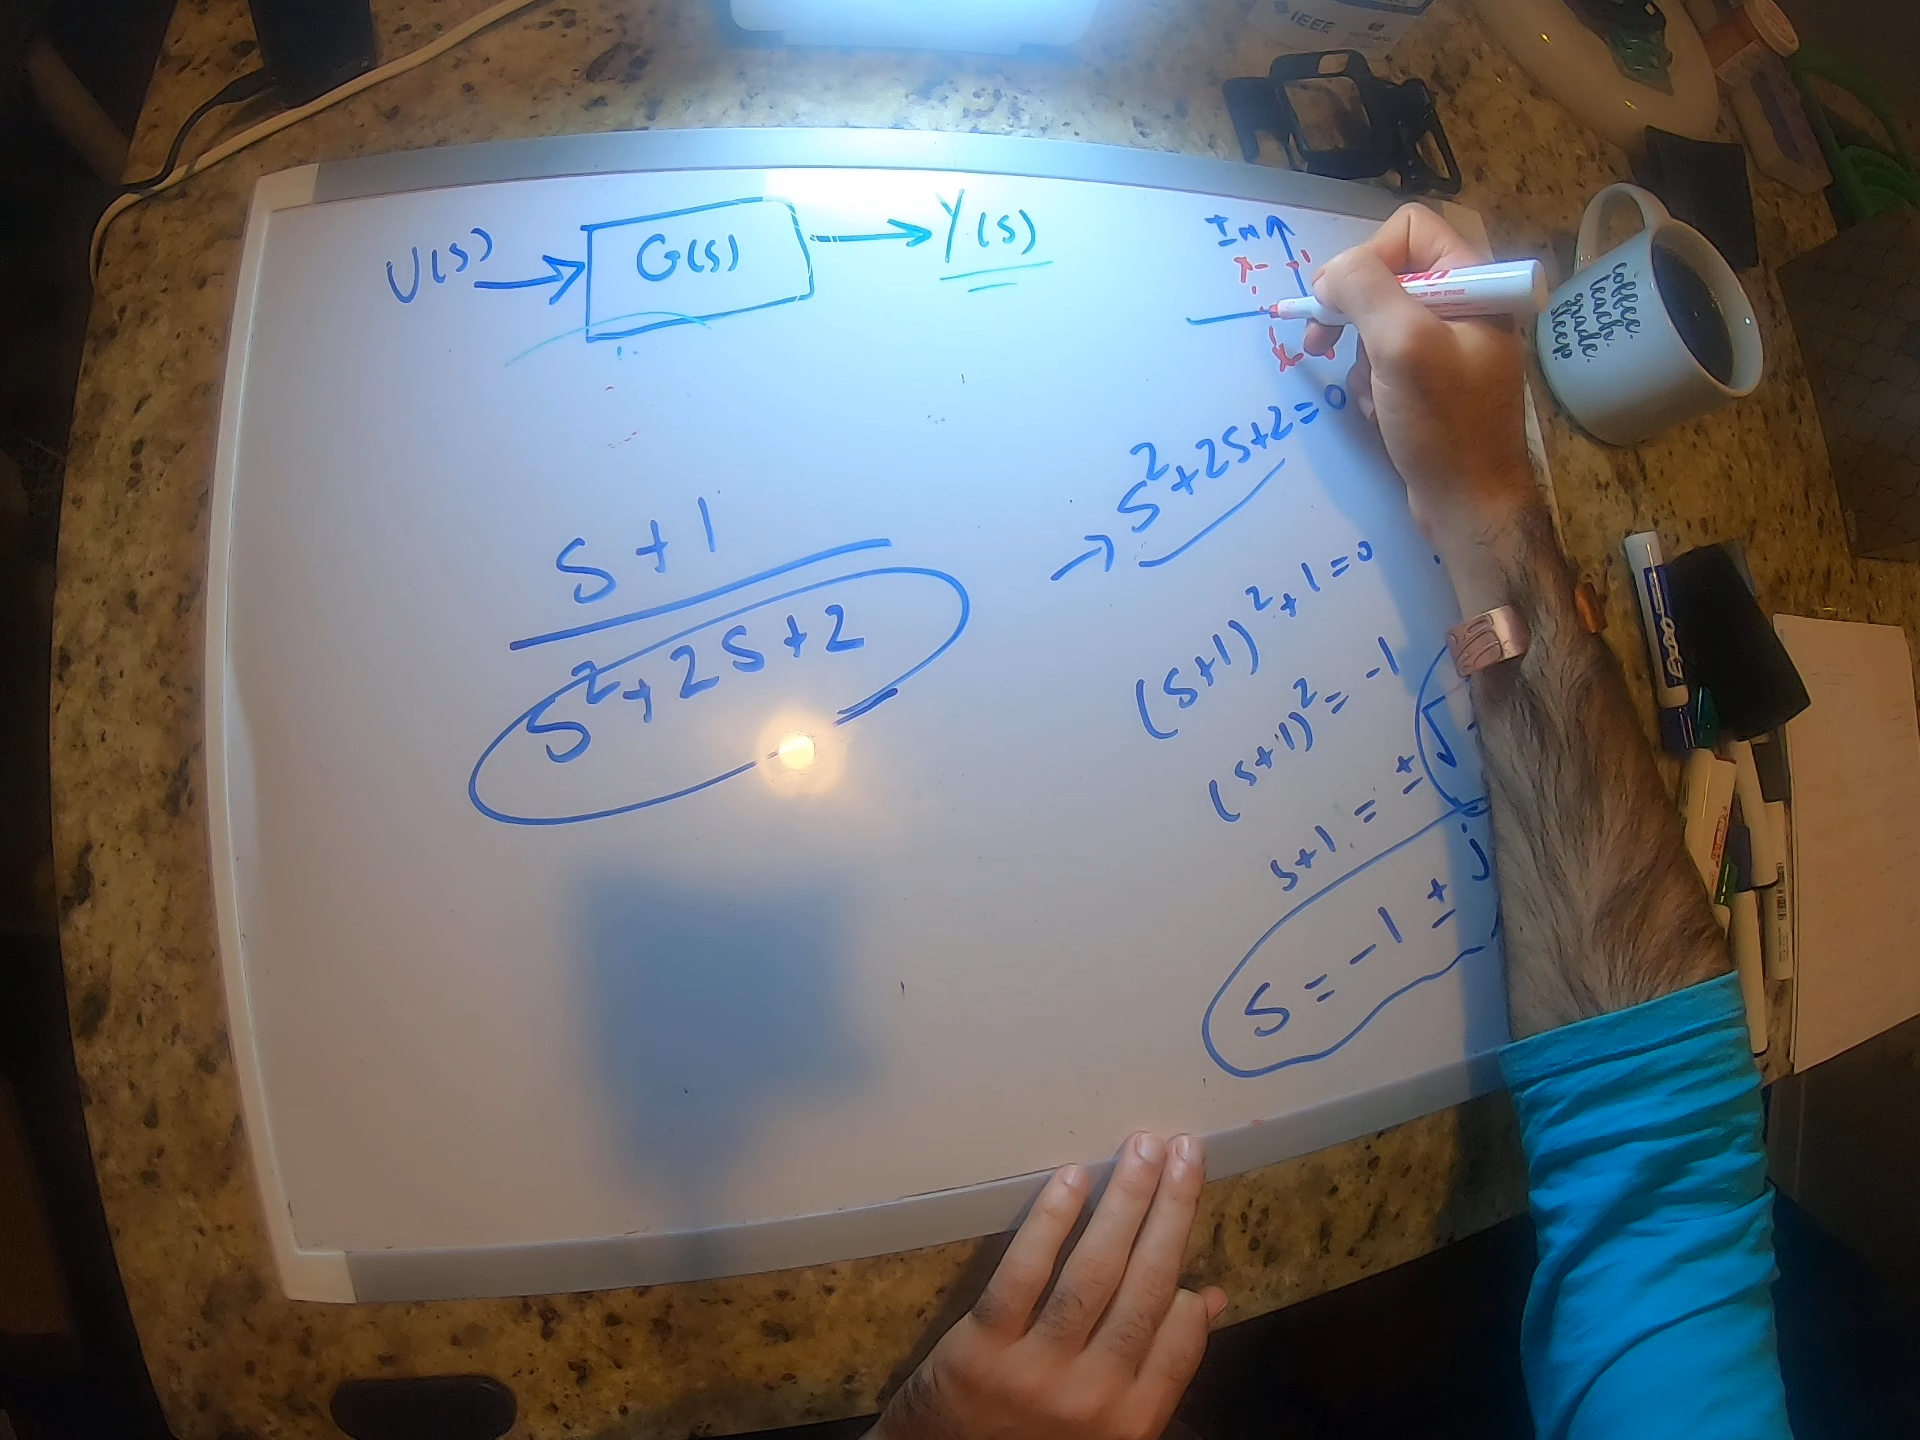 U(s) → G(s) → Y(s)
Im
s+1
s²+2s+2
→ s²+2s+2=0
(s+1)²+1=0
(s+1)²=-1
s+1=±√
j
s=-1±
coffee.
teach.
grade.
sleep.
IEEE
EXPO